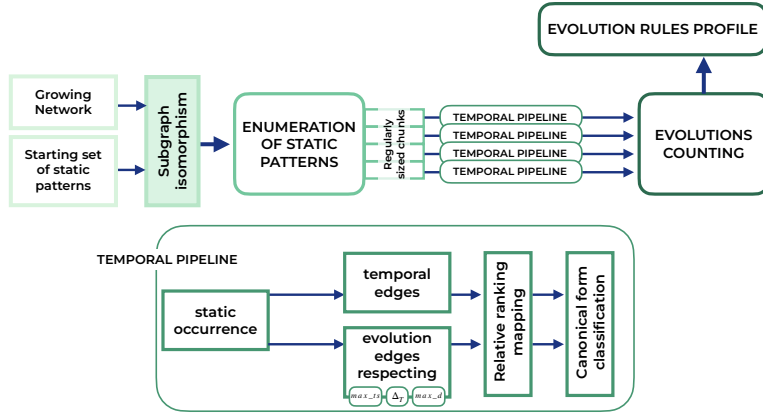 EVOLUTION RULES PROFILE
Growing
Network
Starting set
of static
patterns
Subgraph
isomorphism
ENUMERATION
OF STATIC
PATTERNS
Regularly
sized chunks
TEMPORAL PIPELINE
TEMPORAL PIPELINE
TEMPORAL PIPELINE
TEMPORAL PIPELINE
EVOLUTIONS
COUNTING
TEMPORAL PIPELINE
static
occurrence
temporal
edges
evolution
edges
respecting
max_ts Δ_T max_d
Relative ranking
mapping
Canonical form
classification